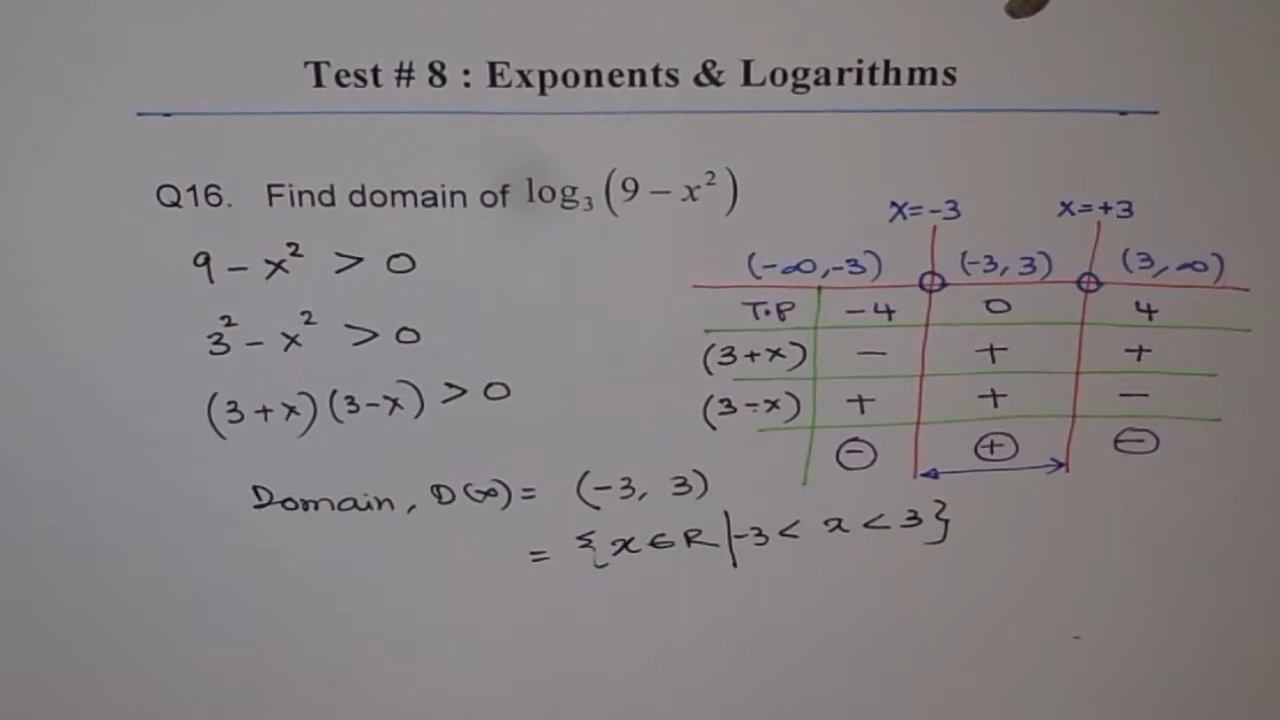 Test # 8 : Exponents & Logarithms
Q16. Find domain of log₃(9 – x²)
9 - x² > 0
3² - x² > 0
(3+x)(3-x) > 0
x=-3 x=+3
(-∞,-3) (-3, 3) (3,∞)
T.P -4 0 4
(3+x) - + +
(3-x) + + -
- + -
Domain, D(x) = (-3, 3)
= {x∈R|-3 < x < 3}